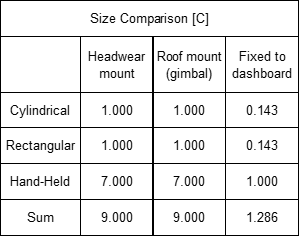 Size Comparison [C]
Headwear mount Roof mount (gimbal) Fixed to dashboard
Cylindrical 1.000 1.000 0.143
Rectangular 1.000 1.000 0.143
Hand-Held 7.000 7.000 1.000
Sum 9.000 9.000 1.286